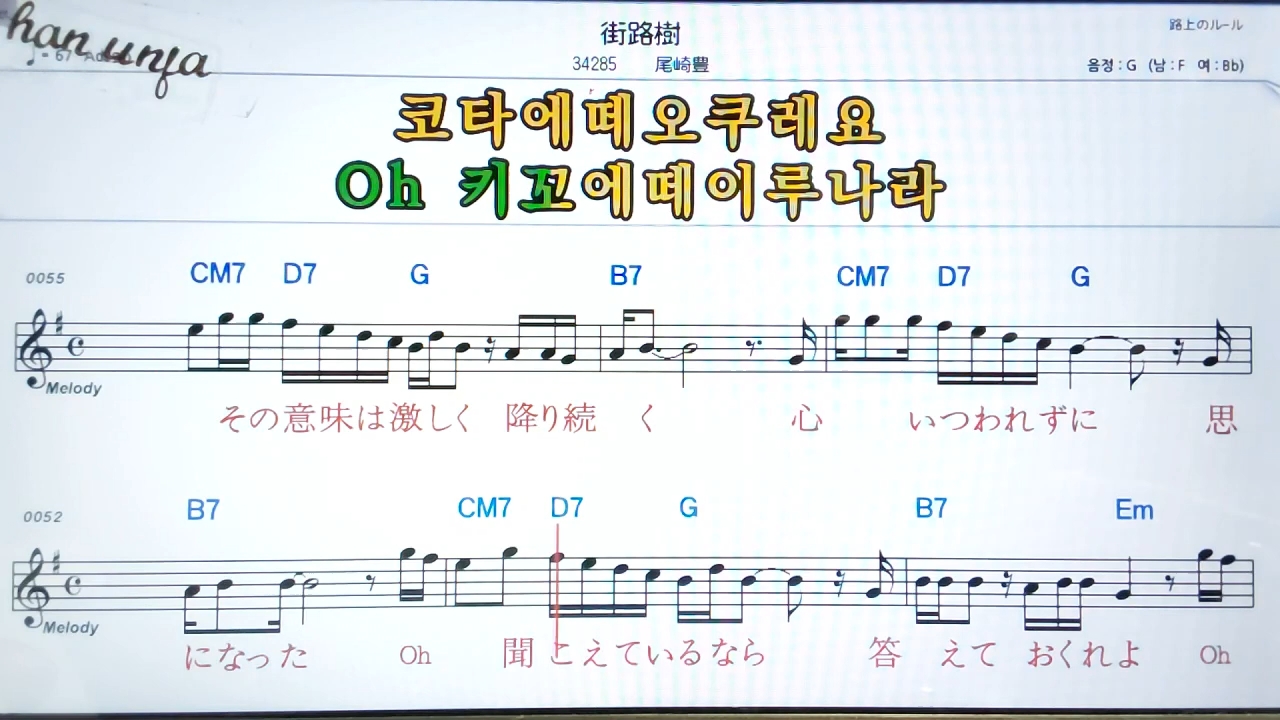 han unfa
街路樹
路上のルール
♩= 67
34285 尾崎豊
음정 : G (남 : F 여 : Bb)
코타에떼오쿠레요
Oh 키꼬에떼이루나라
0055
CM7 D7 G B7 CM7 D7 G
Melody
その意味は激しく 降り続 く 心 いつわれずに 思
0052
B7 CM7 D7 G B7 Em
Melody
になった Oh 聞こえているなら 答 えて おくれよ Oh